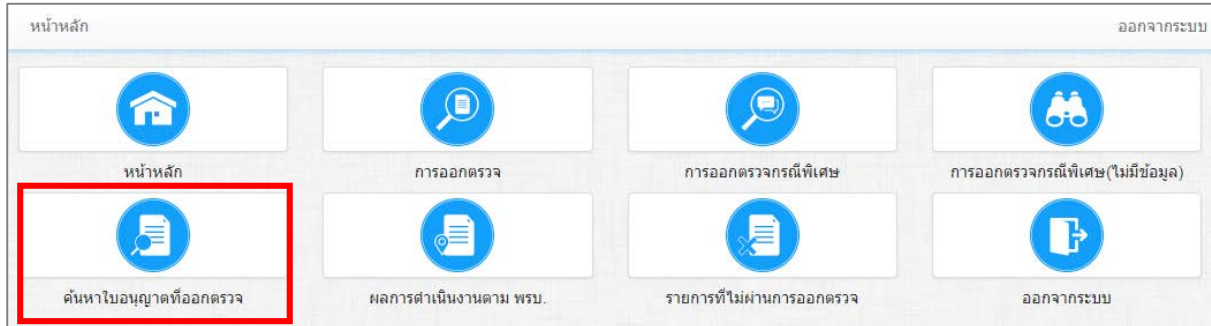 หน้าหลัก ออกจากระบบ
หน้าหลัก การออกตรวจ การออกตรวจกรณีพิเศษ การออกตรวจกรณีพิเศษ(ไม่มีข้อมูล)
ค้นหาใบอนุญาตที่ออกตรวจ ผลการดำเนินงานตาม พรบ. รายการที่ไม่ผ่านการออกตรวจ ออกจากระบบ